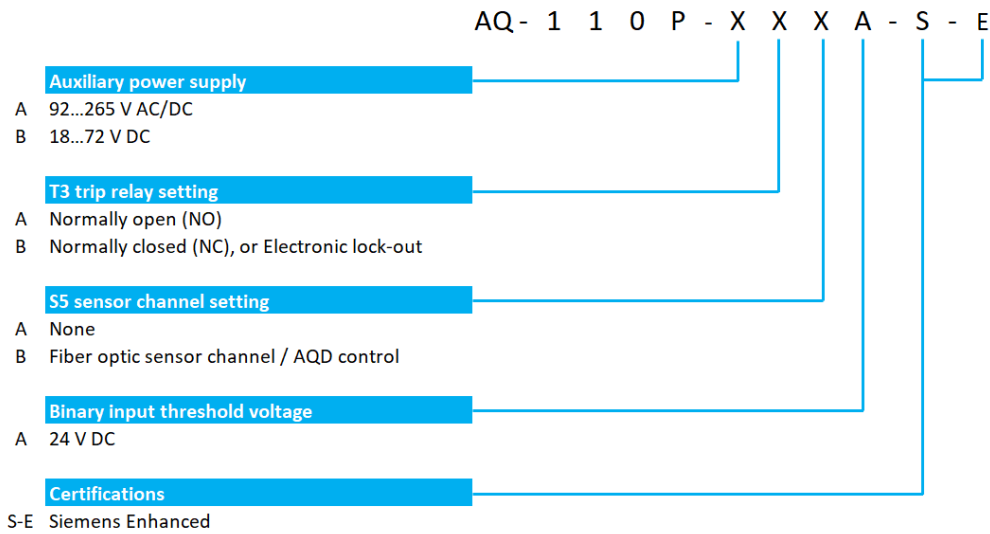 AQ - 1 1 0 P - X X X A - S - E
Auxiliary power supply
A 92...265 V AC/DC
B 18...72 V DC
T3 trip relay setting
A Normally open (NO)
B Normally closed (NC), or Electronic lock-out
S5 sensor channel setting
A None
B Fiber optic sensor channel / AQD control
Binary input threshold voltage
A 24 V DC
Certifications
S-E Siemens Enhanced